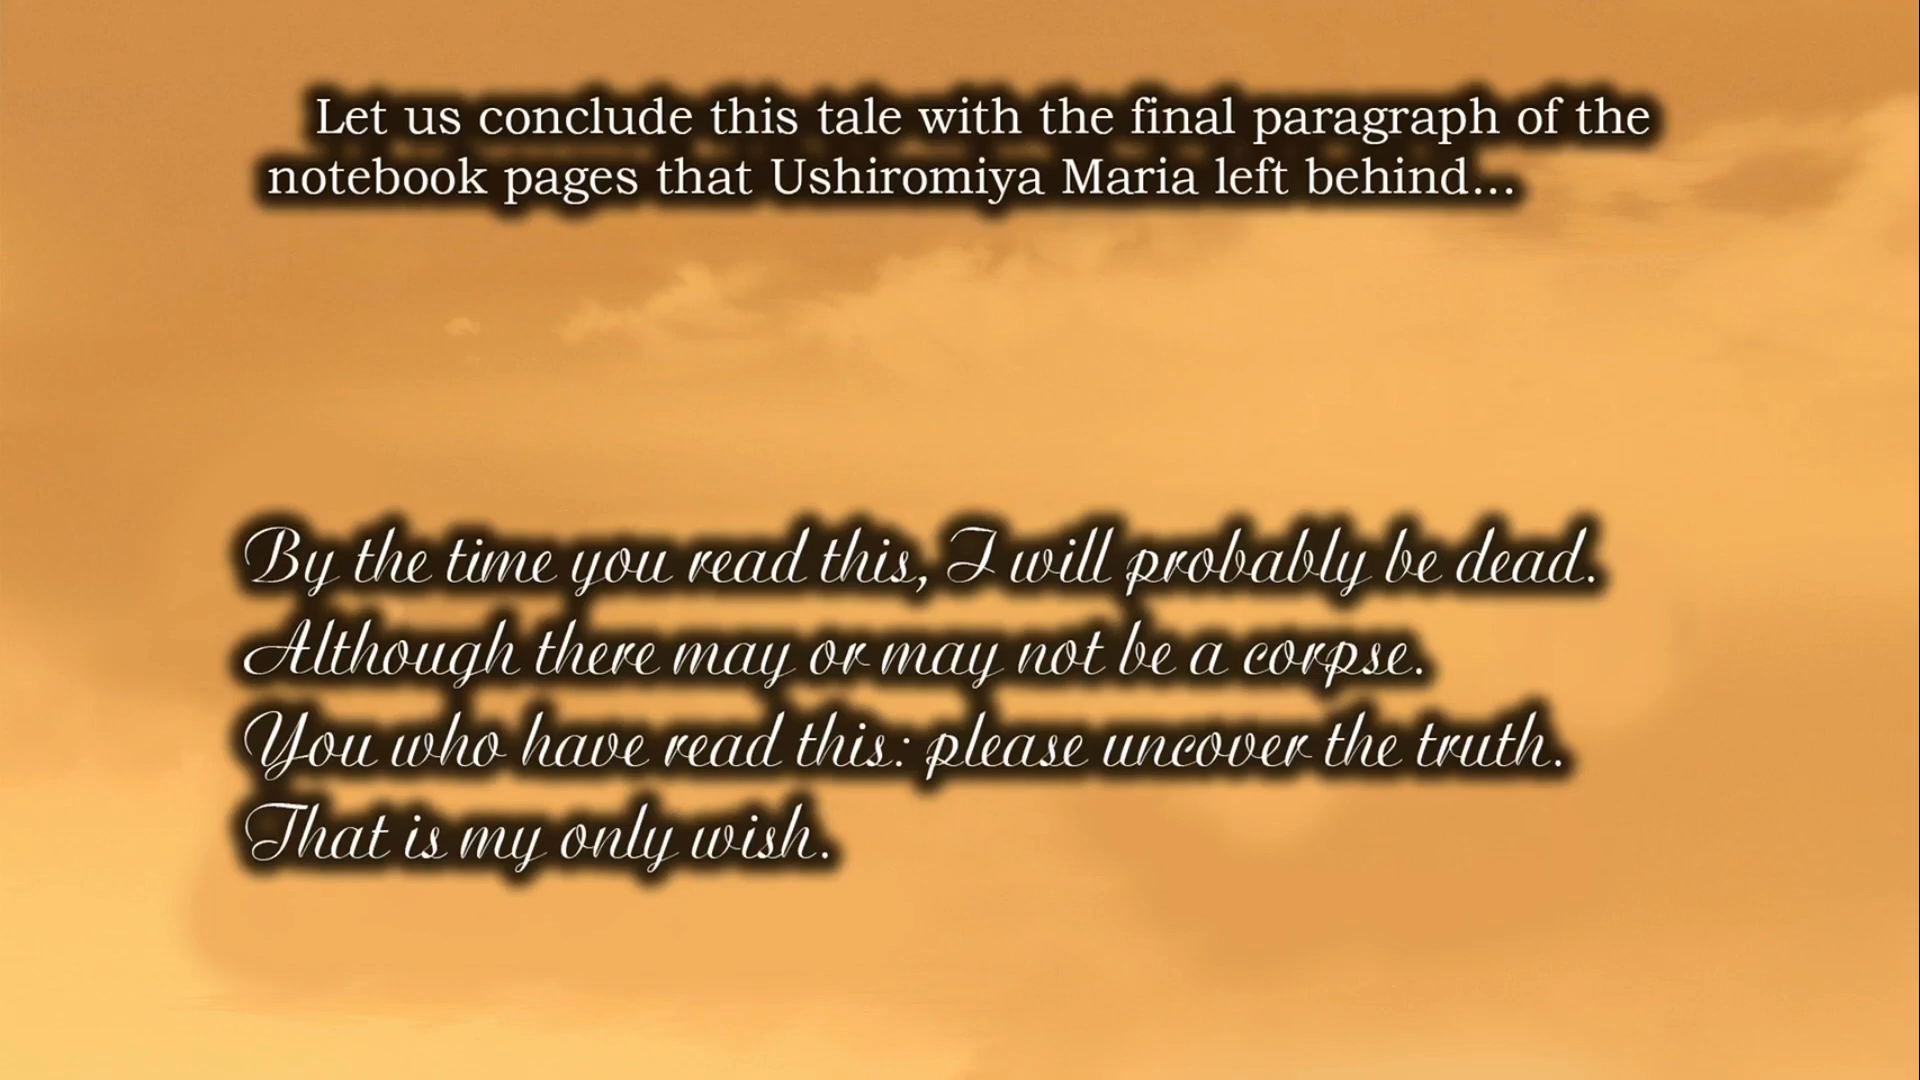 Let us conclude this tale with the final paragraph of the
notebook pages that Ushiromiya Maria left behind...
By the time you read this, I will probably be dead.
Although there may or may not be a corpse.
You who have read this: please uncover the truth.
That is my only wish.